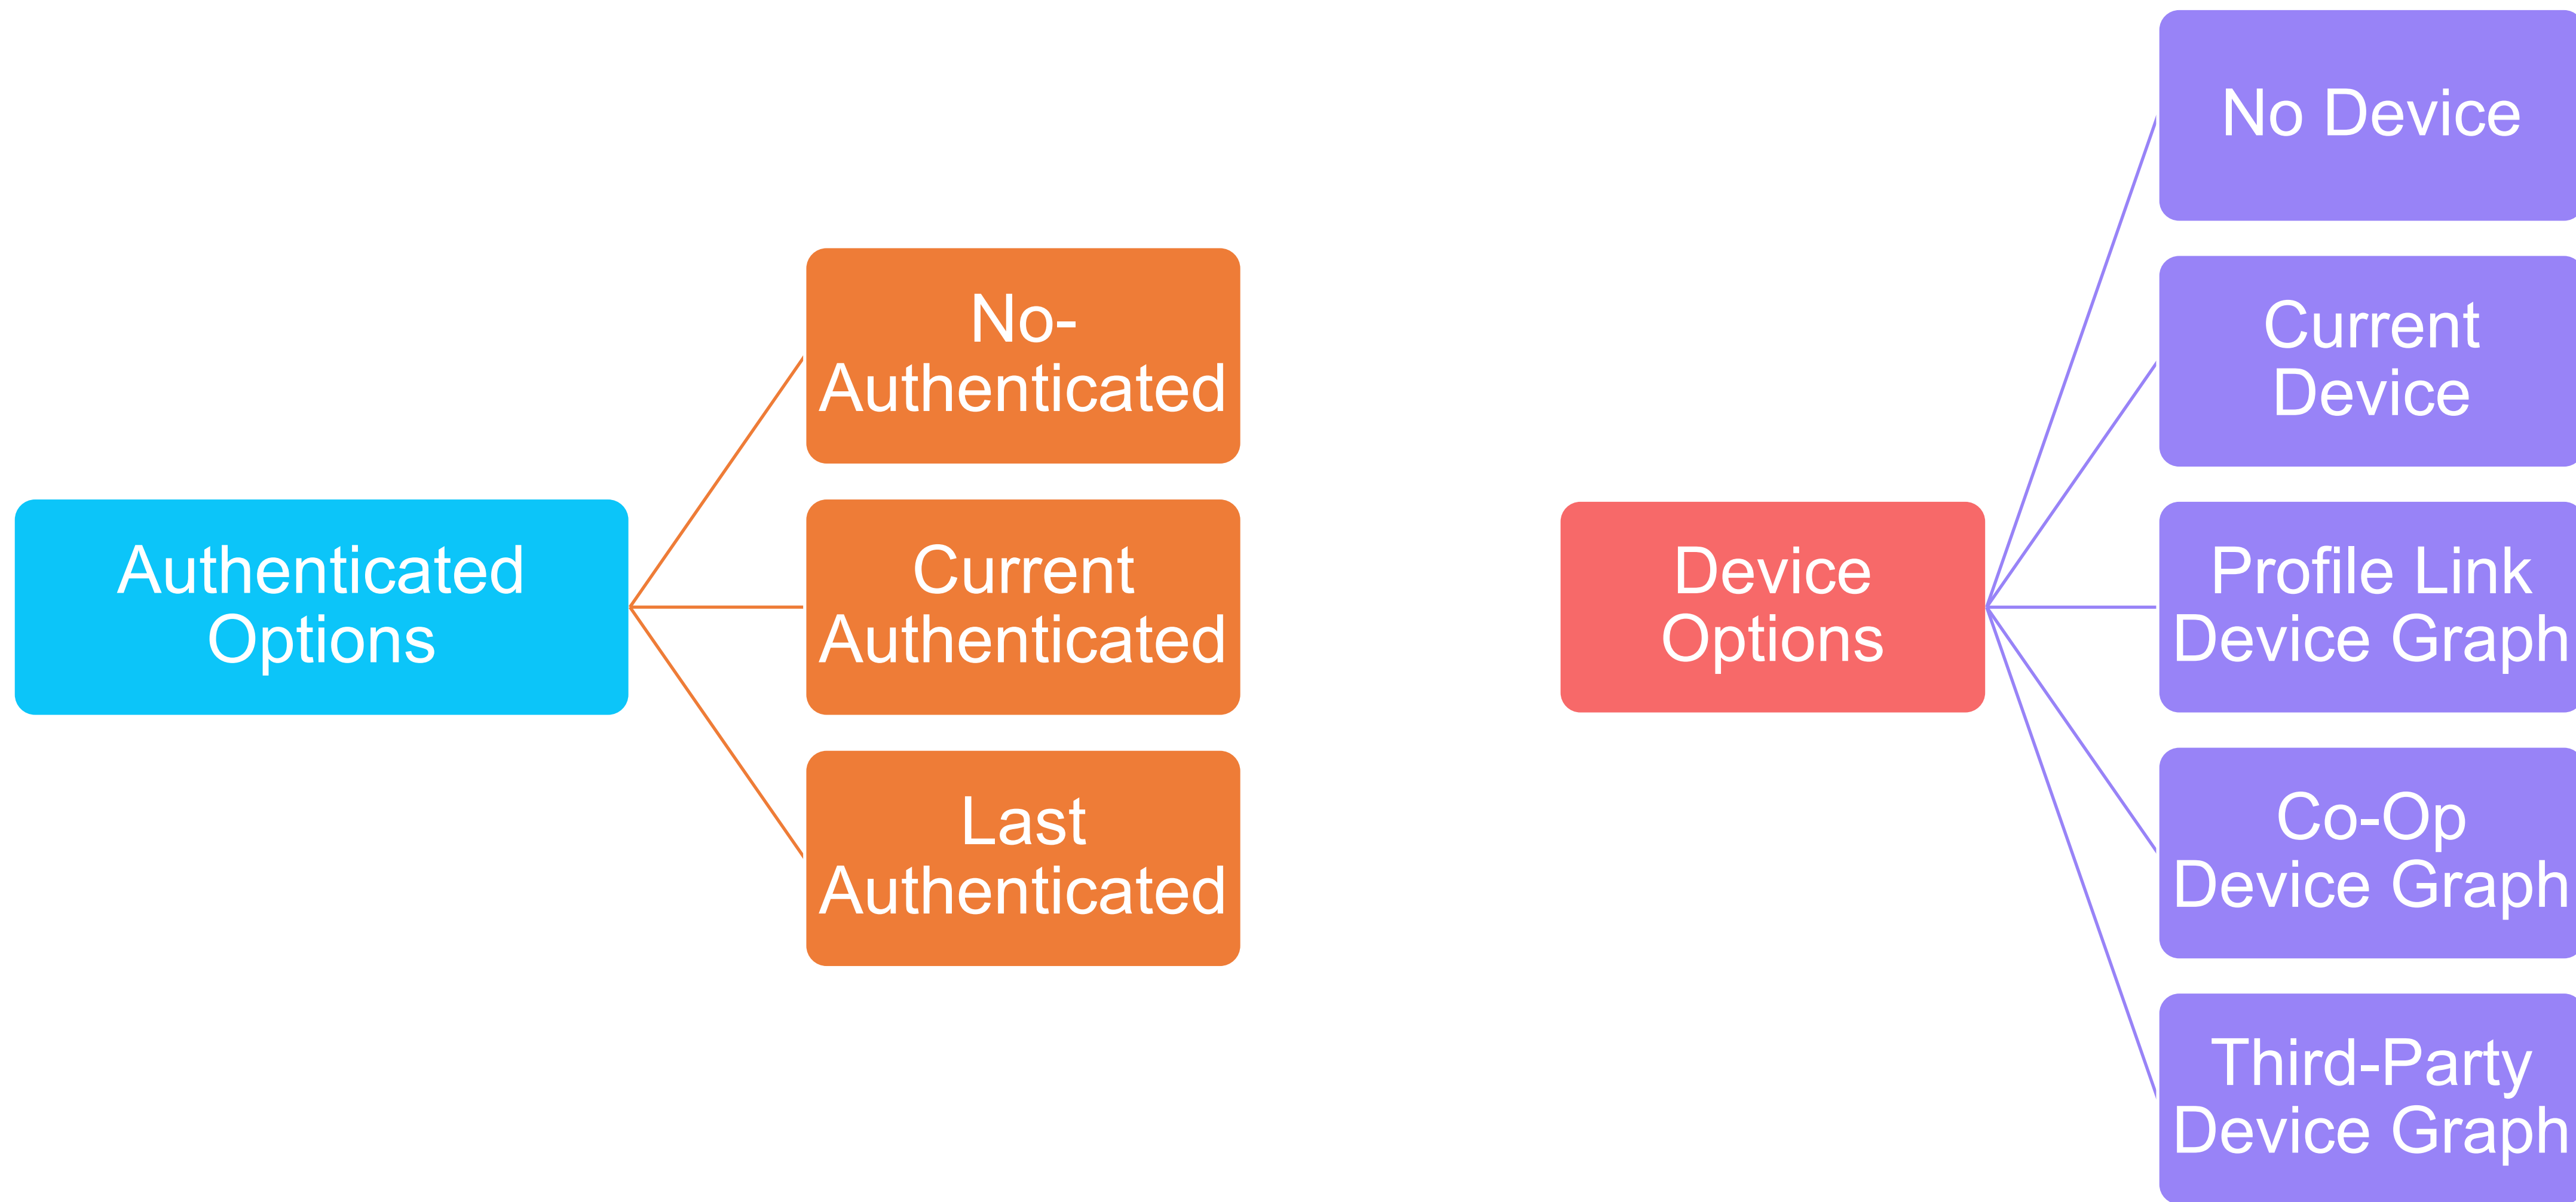 Authenticated
Options
No-
Authenticated
Current
Authenticated
Last
Authenticated
Device
Options
No Device
Current
Device
Profile Link
Device Graph
Co-Op
Device Graph
Third-Party
Device Graph